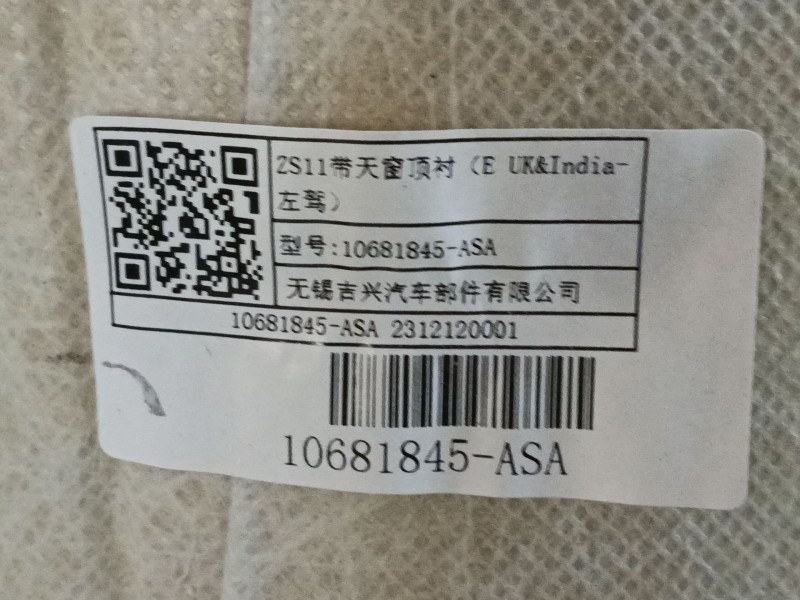 ZS11带天窗顶衬（E UK&India-
左驾）
型号:10681845-ASA
无锡吉兴汽车部件有限公司
10681845-ASA 2312120001
10681845-ASA